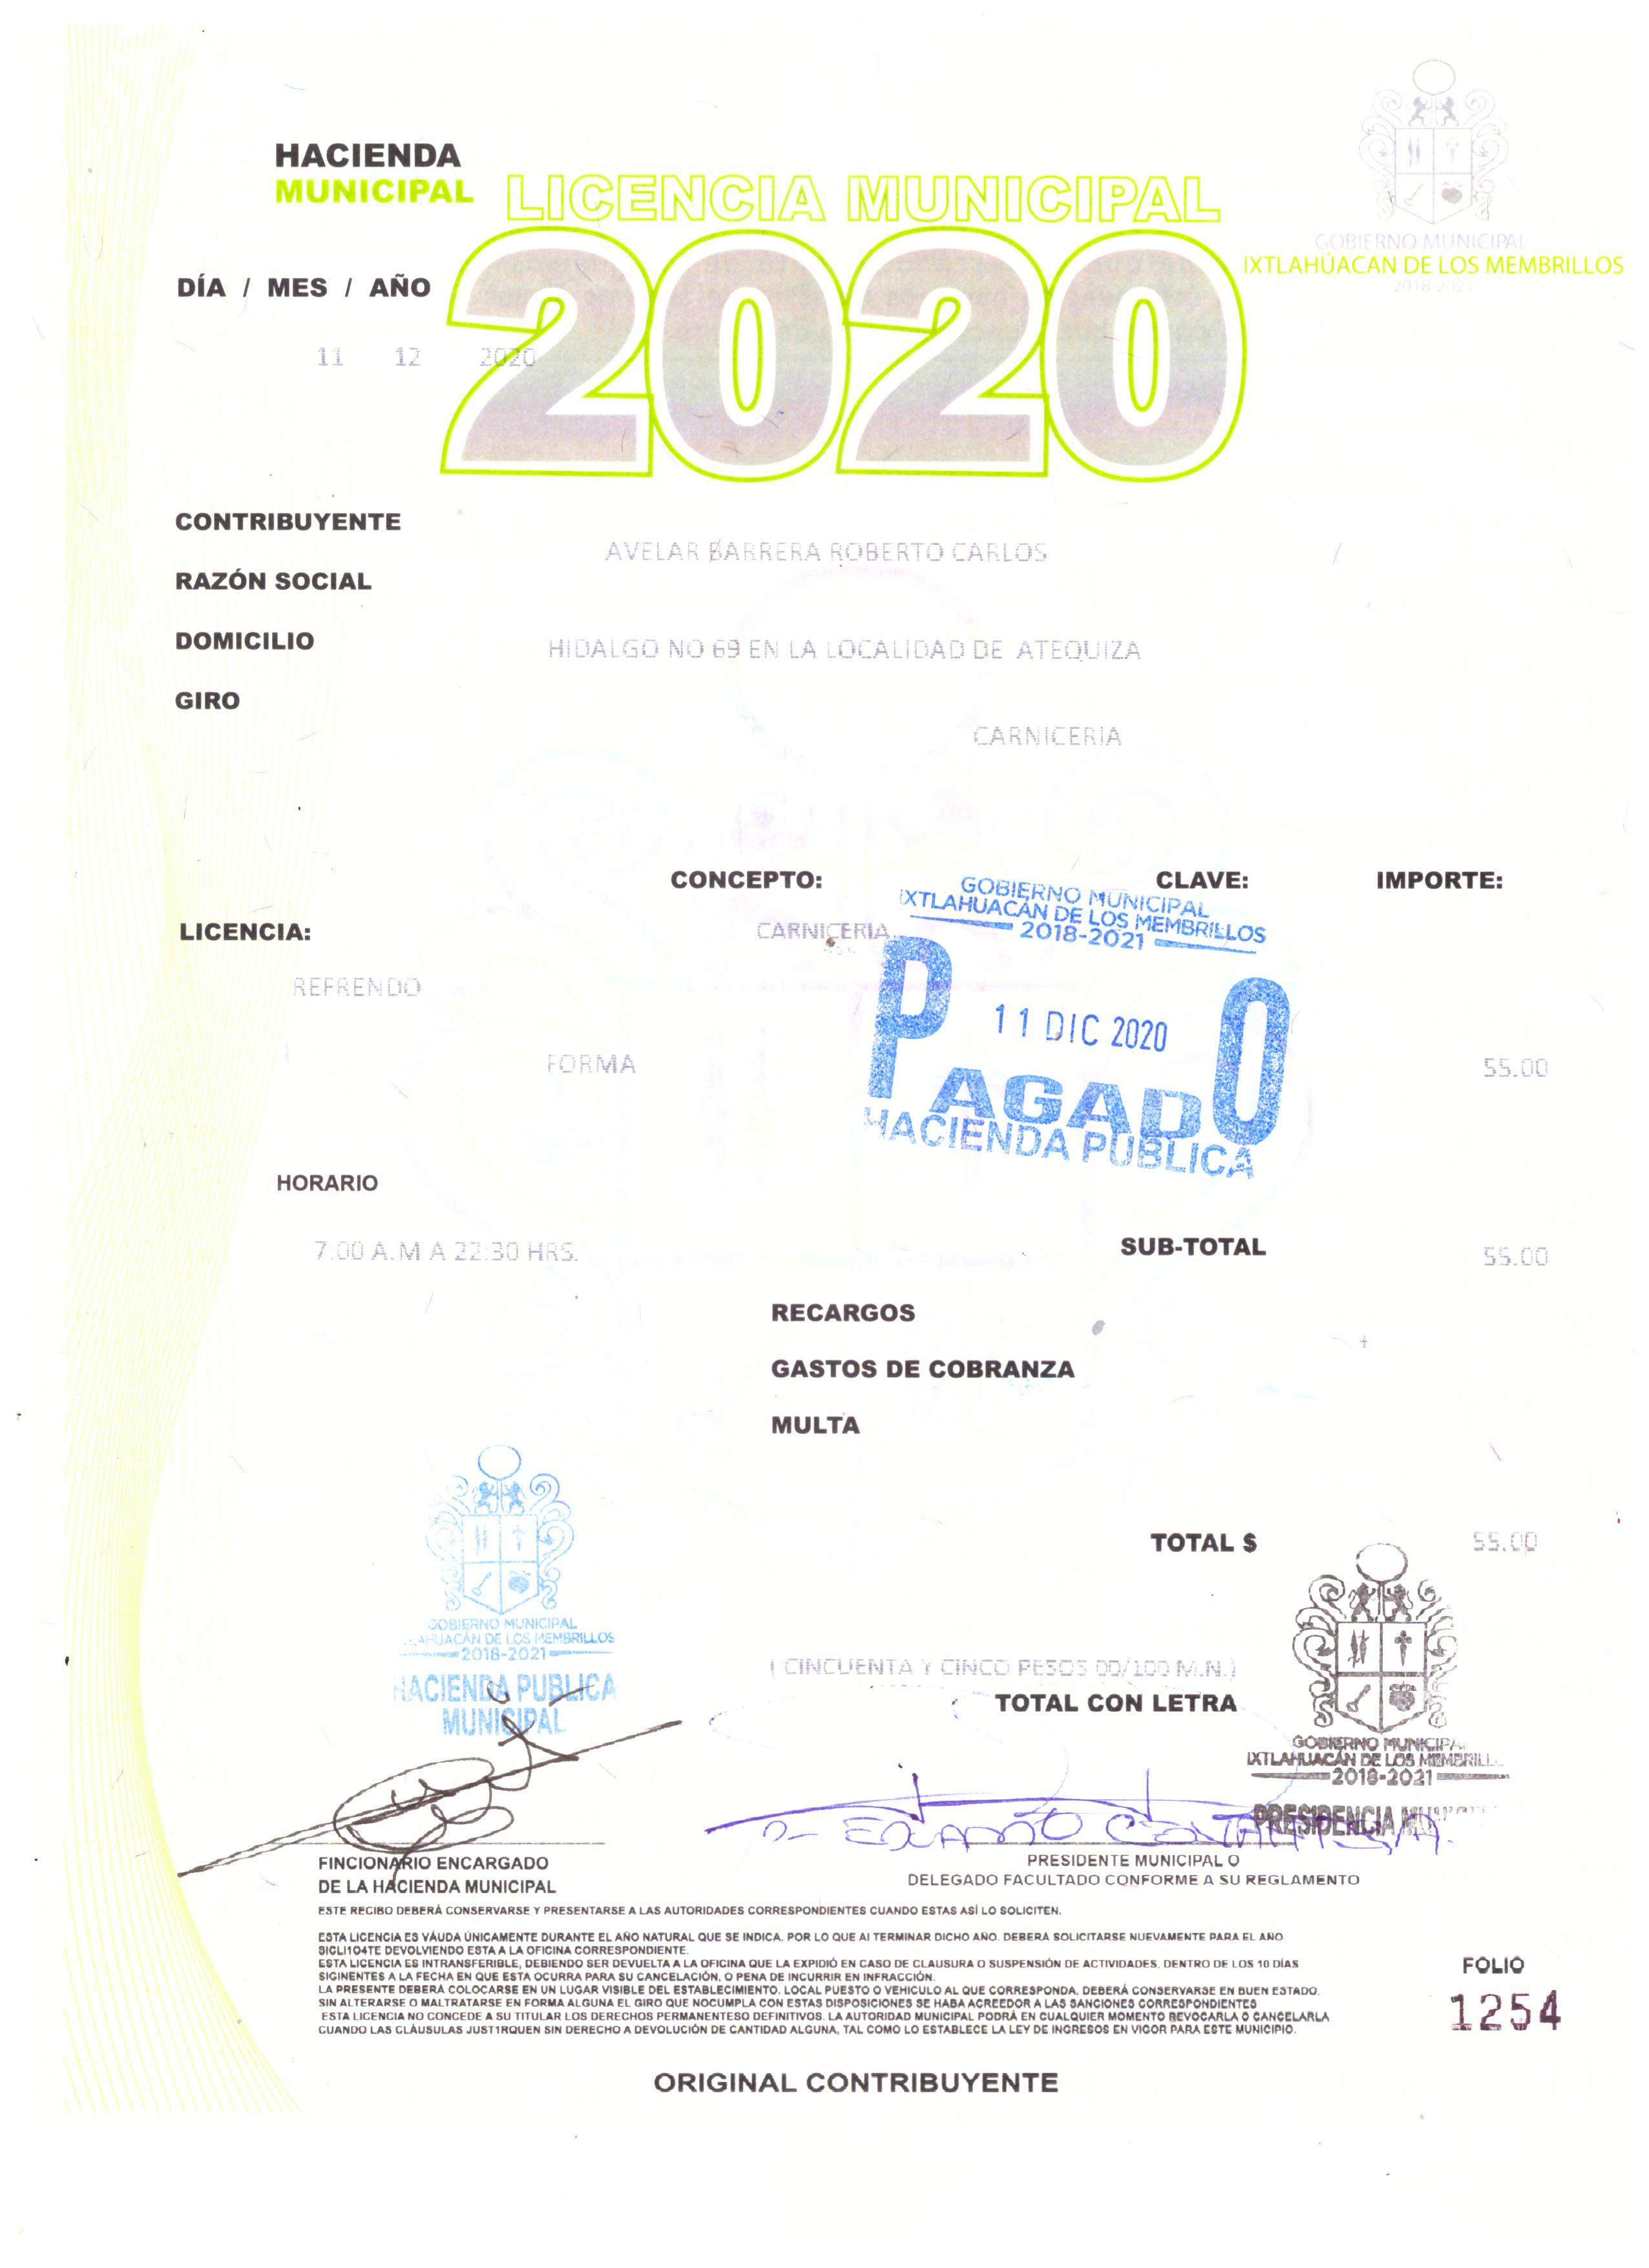 HACIENDA
MUNICIPAL
LICENCIA MUNICIPAL
2020
GOBIERNO MUNICIPAL
IXTLAHUACAN DE LOS MEMBRILLOS
2018-2021
DÍA / MES / AÑO
11 12 2020
CONTRIBUYENTE
AVELAR BARRERA ROBERTO CARLOS
RAZÓN SOCIAL
DOMICILIO
HIDALGO NO 69 EN LA LOCALIDAD DE ATEQUIZA
GIRO
CARNICERIA
CONCEPTO: CLAVE: IMPORTE:
GOBIERNO MUNICIPAL
IXTLAHUACÁN DE LOS MEMBRILLOS
2018-2021
LICENCIA: CARNICERIA
REFRENDO
11 DIC 2020
PAGADO
HACIENDA PUBLICA
FORMA 55.00
HORARIO
7:00 A.M A 22:30 HRS.
SUB-TOTAL 55.00
RECARGOS
GASTOS DE COBRANZA
MULTA
TOTAL $ 55.00
GOBIERNO MUNICIPAL
DE LOS MEMBRILLOS
2018-2021
HACIENDA PUBLICA
MUNICIPAL
( CINCUENTA Y CINCO PESOS 00/100 M.N.)
TOTAL CON LETRA
GOBIERNO MUNICIPA
IXTLAHUACÁN DE LOS MEMBRILL
2018-2021
PRESIDENCIA
FINCIONARIO ENCARGADO
DE LA HACIENDA MUNICIPAL
PRESIDENTE MUNICIPAL O
DELEGADO FACULTADO CONFORME A SU REGLAMENTO
ESTE RECIBO DEBERÁ CONSERVARSE Y PRESENTARSE A LAS AUTORIDADES CORRESPONDIENTES CUANDO ESTAS ASÍ LO SOLICITEN.
ESTA LICENCIA ES VÁUDA ÚNICAMENTE DURANTE EL AÑO NATURAL QUE SE INDICA. POR LO QUE AI TERMINAR DICHO AÑO. DEBERÁ SOLICITARSE NUEVAMENTE PARA EL AÑO
SIGLI104TE DEVOLVIENDO ESTA A LA OFICINA CORRESPONDIENTE.
ESTA LICENCIA ES INTRANSFERIBLE, DEBIENDO SER DEVUELTA A LA OFICINA QUE LA EXPIDIÓ EN CASO DE CLAUSURA O SUSPENSIÓN DE ACTIVIDADES, DENTRO DE LOS 10 DÍAS
SIGINENTES A LA FECHA EN QUE ESTA OCURRA PARA SU CANCELACIÓN, O PENA DE INCURRIR EN INFRACCIÓN.
LA PRESENTE DEBERÁ COLOCARSE EN UN LUGAR VISIBLE DEL ESTABLECIMIENTO. LOCAL PUESTO O VEHICULO AL QUE CORRESPONDA, DEBERÁ CONSERVARSE EN BUEN ESTADO.
SIN ALTERARSE O MALTRATARSE EN FORMA ALGUNA EL GIRO QUE NOCUMPLA CON ESTAS DISPOSICIONES SE HABA ACREEDOR A LAS SANCIONES CORRESPONDIENTES
ESTA LICENCIA NO CONCEDE A SU TITULAR LOS DERECHOS PERMANENTESO DEFINITIVOS. LA AUTORIDAD MUNICIPAL PODRÁ EN CUALQUIER MOMENTO REVOCARLA O CANCELARLA
CUANDO LAS CLÁUSULAS JUST1RQUEN SIN DERECHO A DEVOLUCIÓN DE CANTIDAD ALGUNA, TAL COMO LO ESTABLECE LA LEY DE INGRESOS EN VIGOR PARA ESTE MUNICIPIO.
FOLIO
1254
ORIGINAL CONTRIBUYENTE